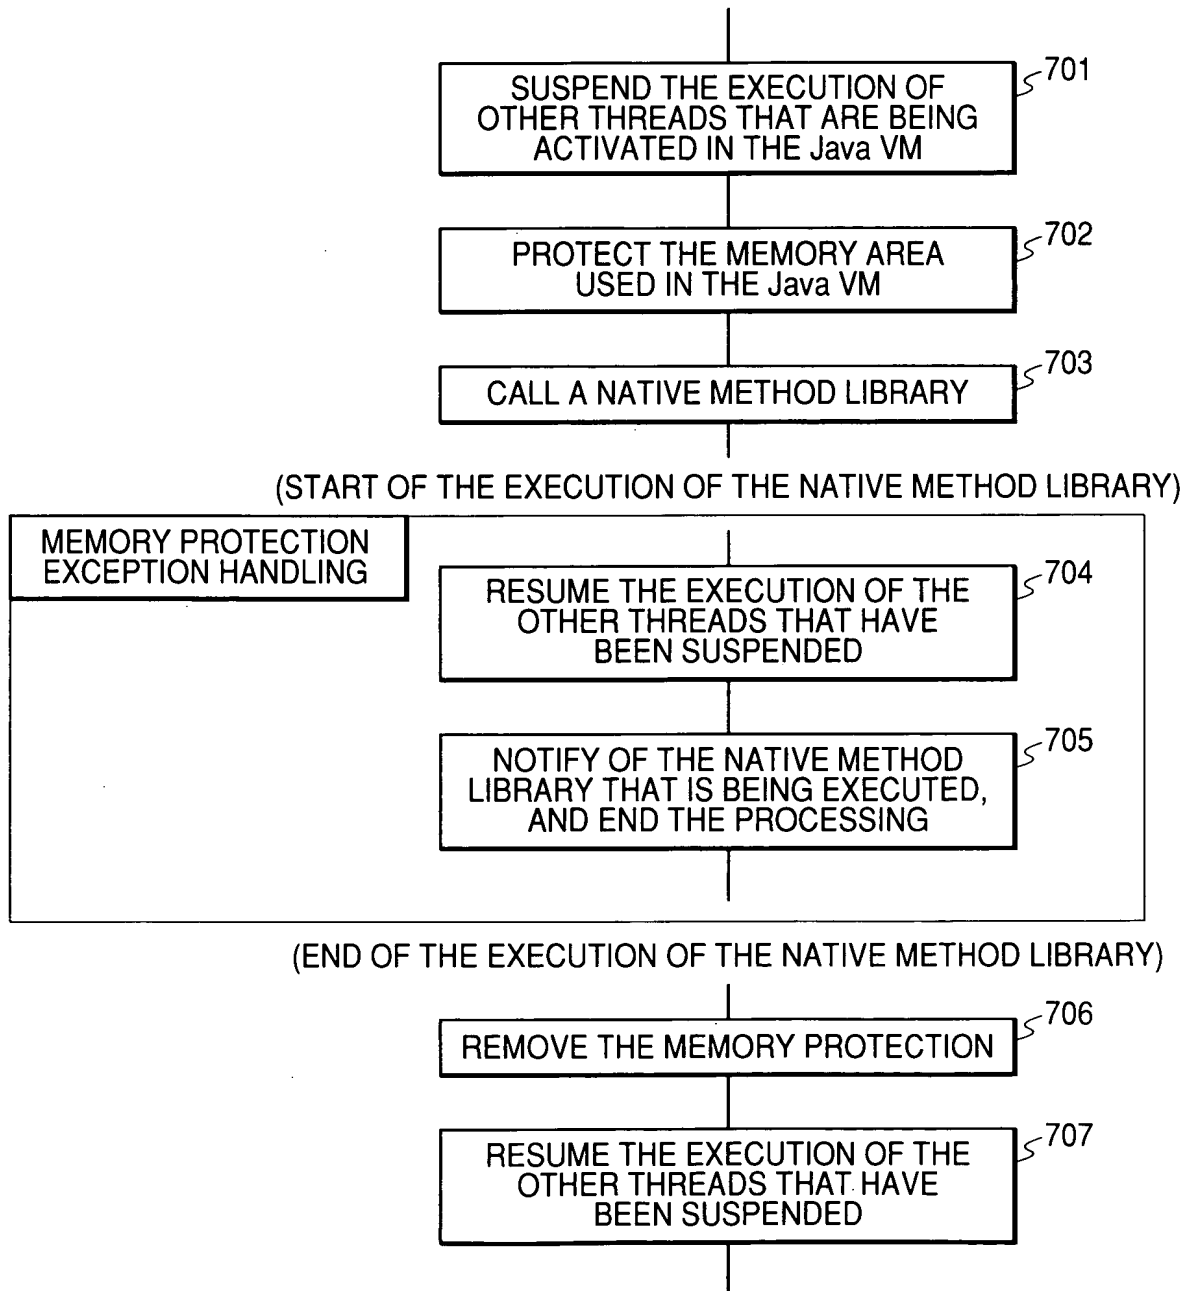 701
SUSPEND THE EXECUTION OF
OTHER THREADS THAT ARE BEING
ACTIVATED IN THE Java VM
702
PROTECT THE MEMORY AREA
USED IN THE Java VM
703
CALL A NATIVE METHOD LIBRARY
(START OF THE EXECUTION OF THE NATIVE METHOD LIBRARY)
MEMORY PROTECTION
EXCEPTION HANDLING
704
RESUME THE EXECUTION OF THE
OTHER THREADS THAT HAVE
BEEN SUSPENDED
705
NOTIFY OF THE NATIVE METHOD
LIBRARY THAT IS BEING EXECUTED,
AND END THE PROCESSING
(END OF THE EXECUTION OF THE NATIVE METHOD LIBRARY)
706
REMOVE THE MEMORY PROTECTION
707
RESUME THE EXECUTION OF THE
OTHER THREADS THAT HAVE
BEEN SUSPENDED